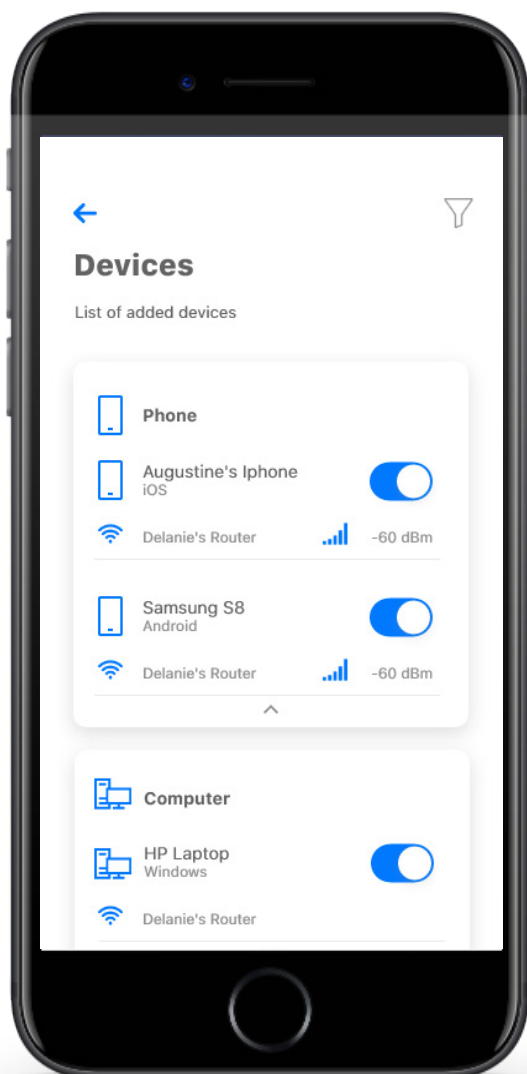 Devices
List of added devices
Phone
Augustine's Iphone
iOS
Delanie's Router -60 dBm
Samsung S8
Android
Delanie's Router -60 dBm
Computer
HP Laptop
Windows
Delanie's Router